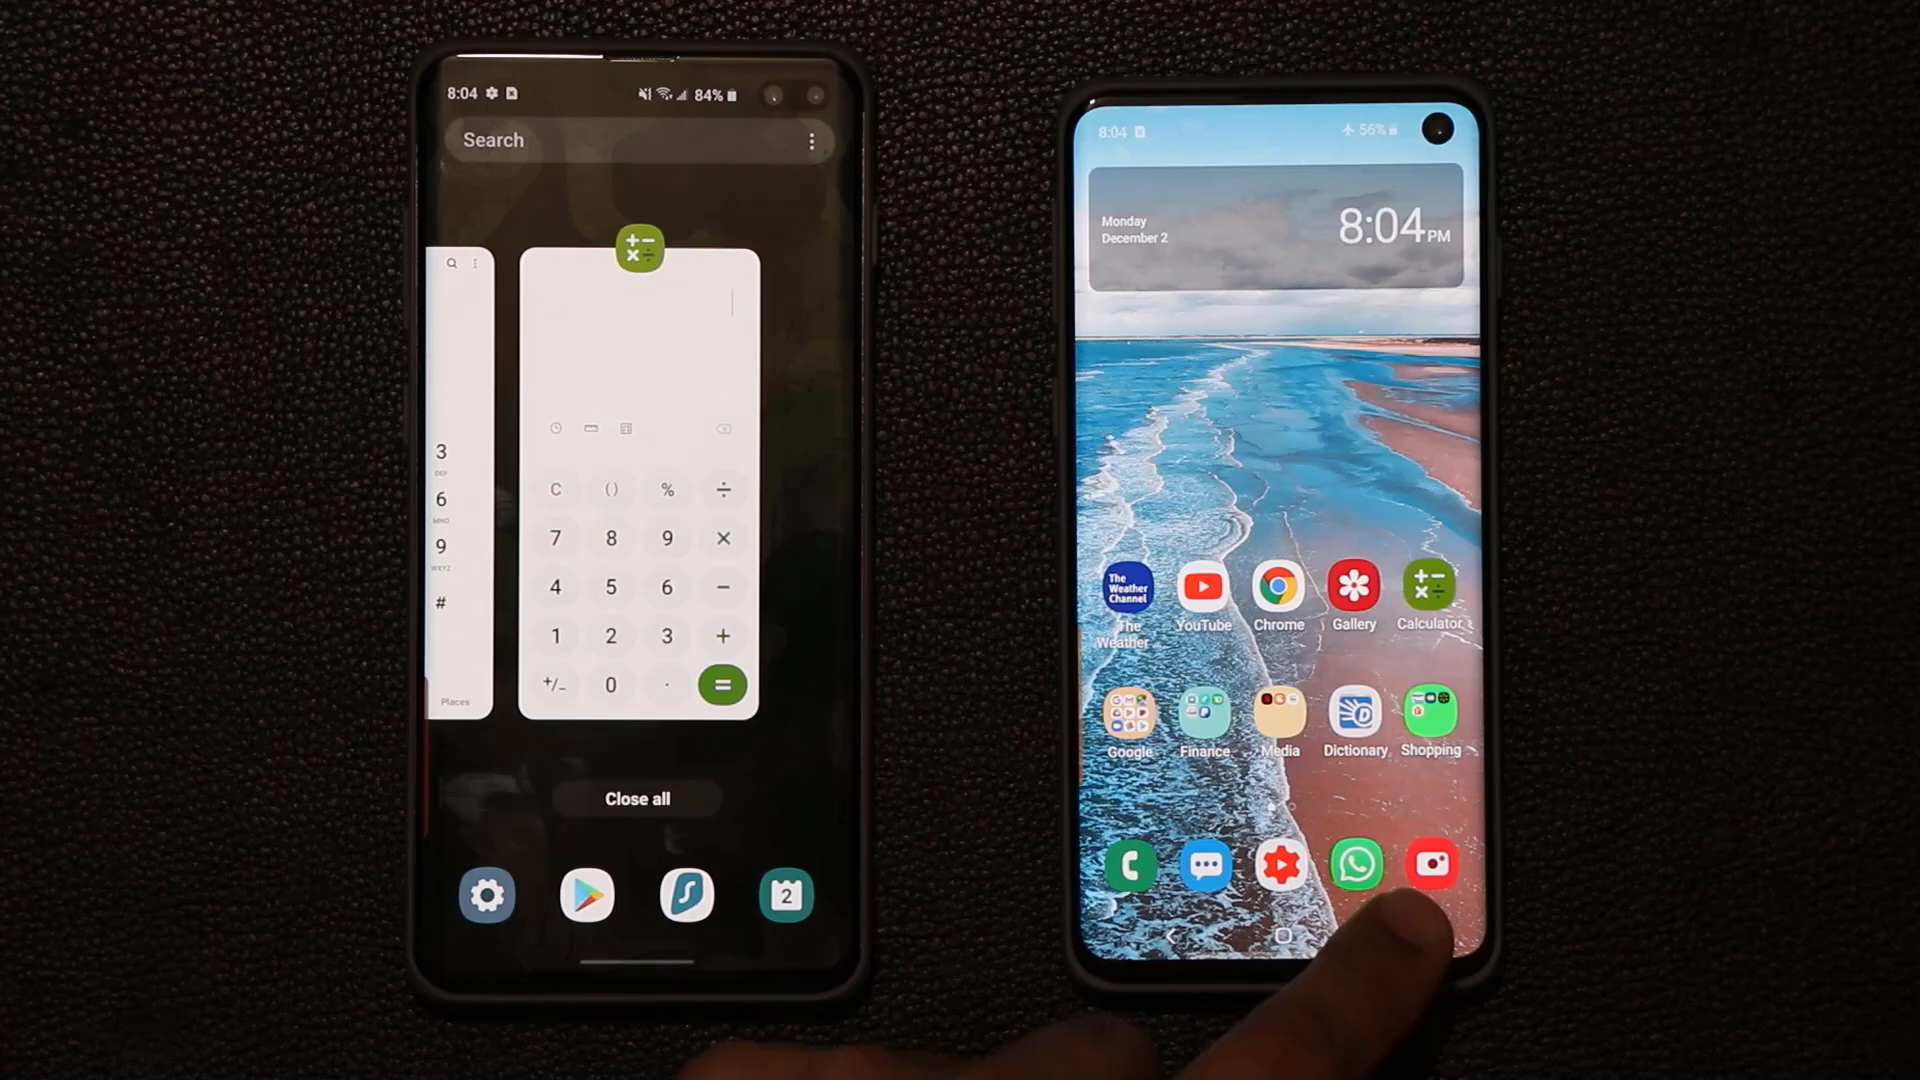 8:04
84%
Search
3
DEF
6
MNO
9
WXYZ
#
Places
C ( ) % ÷
7 8 9 ×
4 5 6 −
1 2 3 +
+/- 0 . =
Close all
2
8:04
56%
Monday
December 2
8:04PM
The
Weather
Channel
The
Weather
YouTube
Chrome
Gallery
Calculator
Google
Finance
Media
Dictionary
Shopping